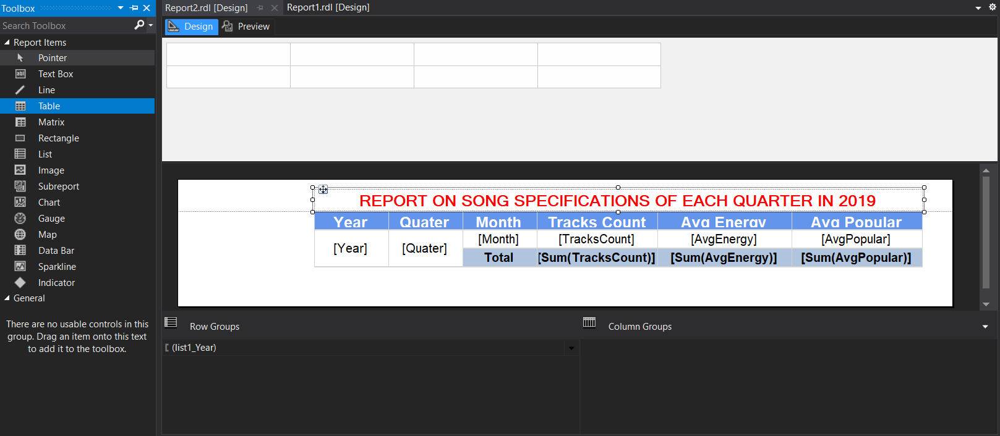 Toolbox
Search Toolbox
Report Items
Pointer
abl Text Box
Line
Table
Matrix
Rectangle
List
Image
Subreport
Chart
Gauge
Map
Data Bar
Sparkline
Indicator
General
There are no usable controls in this
group. Drag an item onto this text
to add it to the toolbox.
Report2.rdl [Design] Report1.rdl [Design]
Design Preview
REPORT ON SONG SPECIFICATIONS OF EACH QUARTER IN 2019
Year Quater Month Tracks Count Avg Energy Avg Popular
[Year] [Quater] [Month] [TracksCount] [AvgEnergy] [AvgPopular]
Total [Sum(TracksCount)] [Sum(AvgEnergy)] [Sum(AvgPopular)]
Row Groups Column Groups
(list1_Year)